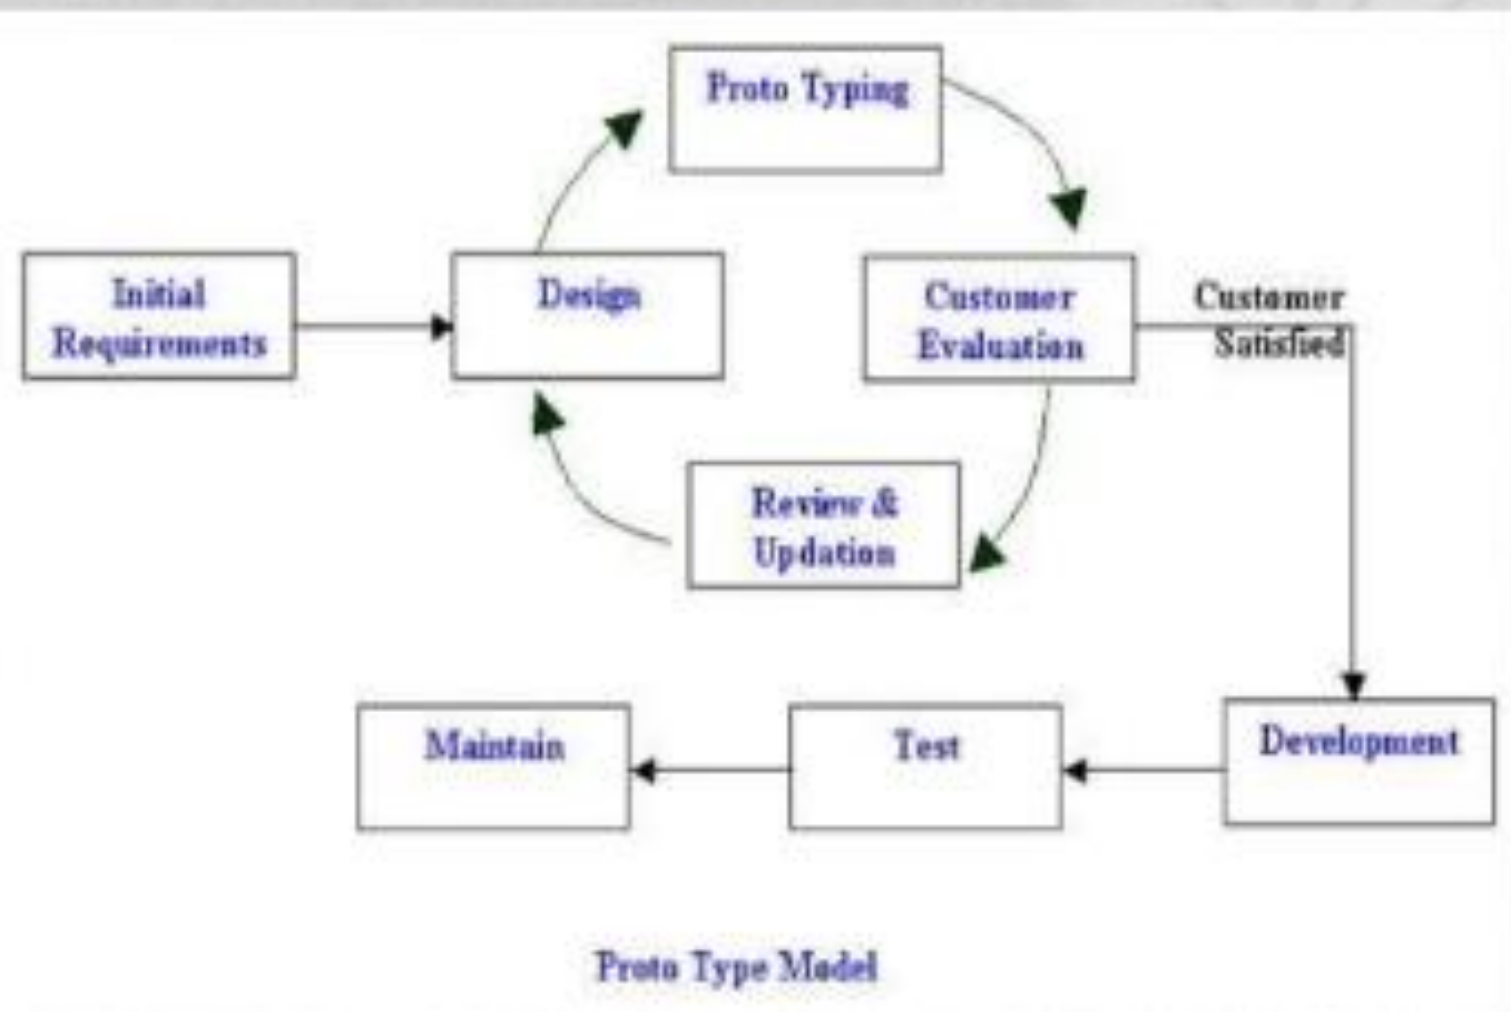 Proto Typing
Initial
Requirements
Design
Customer
Evaluation
Customer
Satisfied
Review &
Updation
Maintain
Test
Development
Proto Type Model